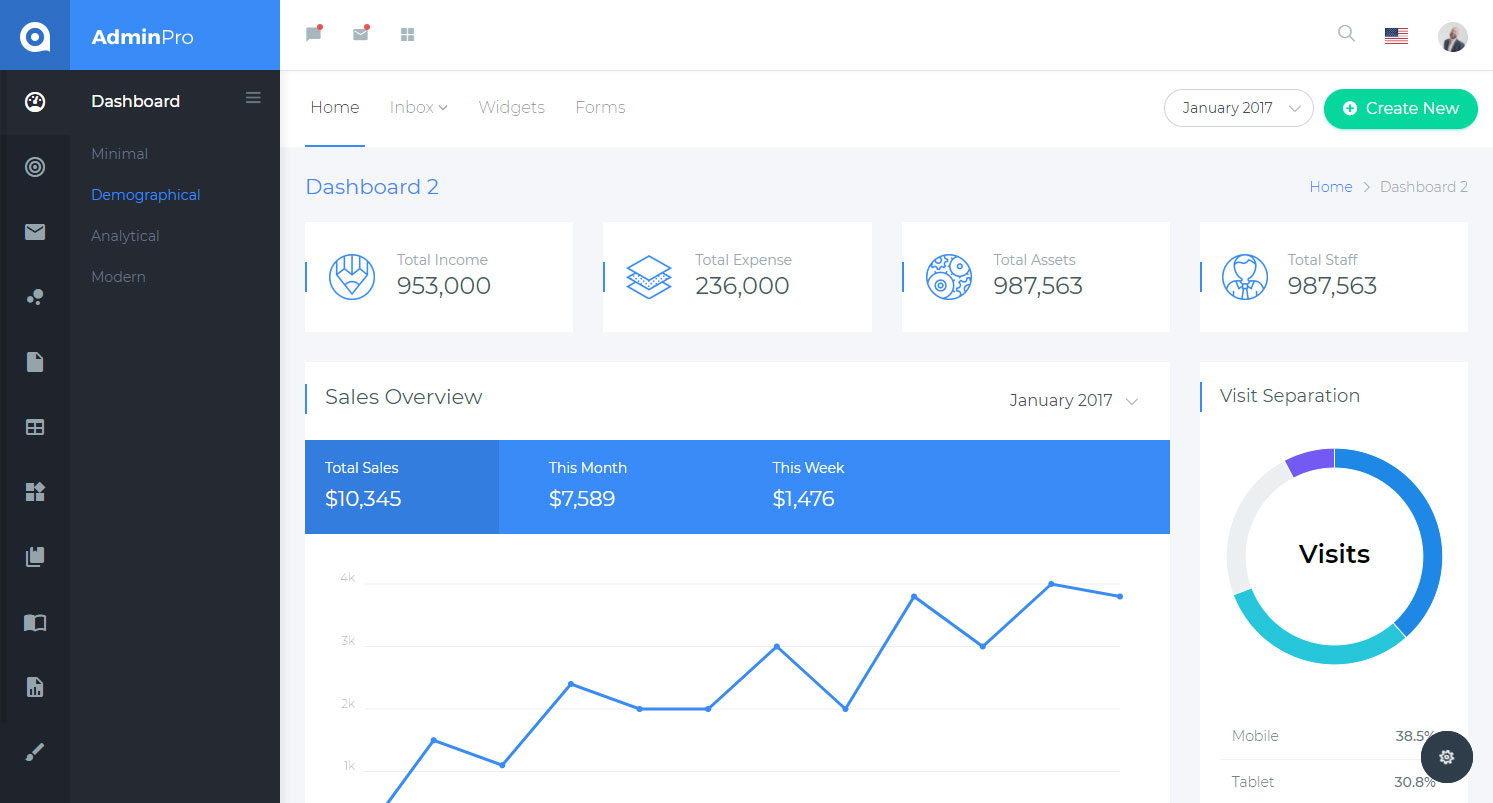 AdminPro
Dashboard
Minimal
Demographical
Analytical
Modern
Home Inbox Widgets Forms
January 2017
Create New
Dashboard 2
Home Dashboard 2
Total Income
953,000
Total Expense
236,000
Total Assets
987,563
Total Staff
987,563
Sales Overview
January 2017
Total Sales
$10,345
This Month
$7,589
This Week
$1,476
4k
3k
2k
1k
Visit Separation
Visits
Mobile 38.5%
Tablet 30.8%